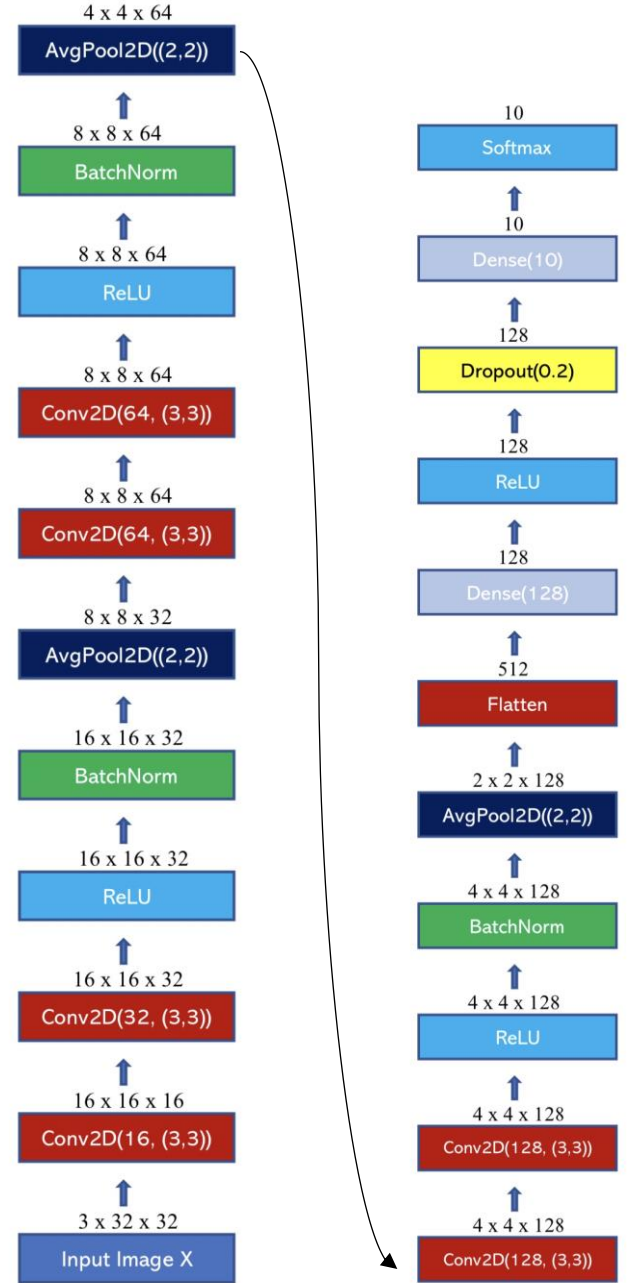 4 x 4 x 64
AvgPool2D((2,2))
8 x 8 x 64
BatchNorm
8 x 8 x 64
ReLU
8 x 8 x 64
Conv2D(64, (3,3))
8 x 8 x 64
Conv2D(64, (3,3))
8 x 8 x 32
AvgPool2D((2,2))
16 x 16 x 32
BatchNorm
16 x 16 x 32
ReLU
16 x 16 x 32
Conv2D(32, (3,3))
16 x 16 x 16
Conv2D(16, (3,3))
3 x 32 x 32
Input Image X
10
Softmax
10
Dense(10)
128
Dropout(0.2)
128
ReLU
128
Dense(128)
512
Flatten
2 x 2 x 128
AvgPool2D((2,2))
4 x 4 x 128
BatchNorm
4 x 4 x 128
ReLU
4 x 4 x 128
Conv2D(128, (3,3))
4 x 4 x 128
Conv2D(128, (3,3))